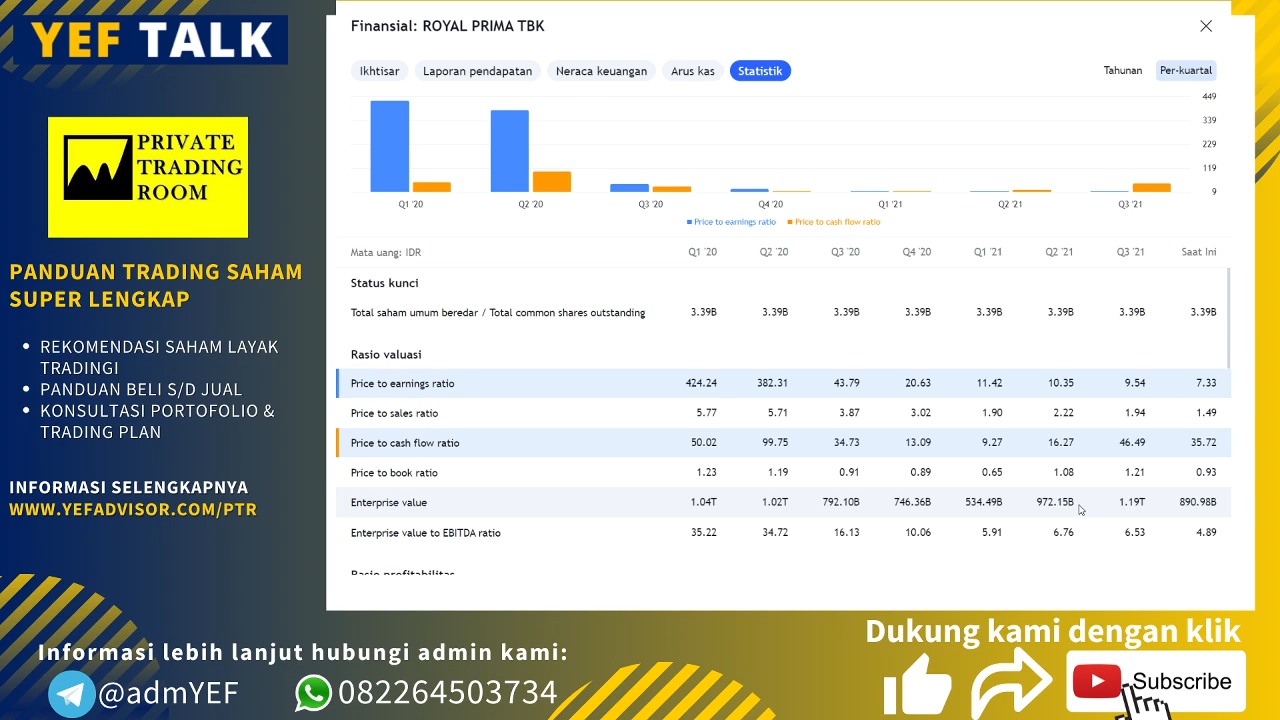 YEF TALK
PRIVATE
TRADING
ROOM
PANDUAN TRADING SAHAM
SUPER LENGKAP
• REKOMENDASI SAHAM LAYAK
TRADINGI
• PANDUAN BELI S/D JUAL
• KONSULTASI PORTOFOLIO &
TRADING PLAN
INFORMASI SELENGKAPNYA
WWW.YEFADVISOR.COM/PTR
Finansial: ROYAL PRIMA TBK
Ikhtisar Laporan pendapatan Neraca keuangan Arus kas Statistik Tahunan Per-kuartal
449
339
229
119
9
Q1 '20 Q2 '20 Q3 '20 Q4 '20 Q1 '21 Q2 '21 Q3 '21
Price to earnings ratio Price to cash flow ratio
Mata uang: IDR Q1 '20 Q2 '20 Q3 '20 Q4 '20 Q1 '21 Q2 '21 Q3 '21 Saat Ini
Status kunci
Total saham umum beredar / Total common shares outstanding 3.39B 3.39B 3.39B 3.39B 3.39B 3.39B 3.39B 3.39B
Rasio valuasi
Price to earnings ratio 424.24 382.31 43.79 20.63 11.42 10.35 9.54 7.33
Price to sales ratio 5.77 5.71 3.87 3.02 1.90 2.22 1.94 1.49
Price to cash flow ratio 50.02 99.75 34.73 13.09 9.27 16.27 46.49 35.72
Price to book ratio 1.23 1.19 0.91 0.89 0.65 1.08 1.21 0.93
Enterprise value 1.04T 1.02T 792.10B 746.36B 534.49B 972.15B 1.19T 890.98B
Enterprise value to EBITDA ratio 35.22 34.72 16.13 10.06 5.91 6.76 6.53 4.89
Rasio profitabilitas
Informasi lebih lanjut hubungi admin kami:
@admYEF 082264503734
Dukung kami dengan klik
Subscribe